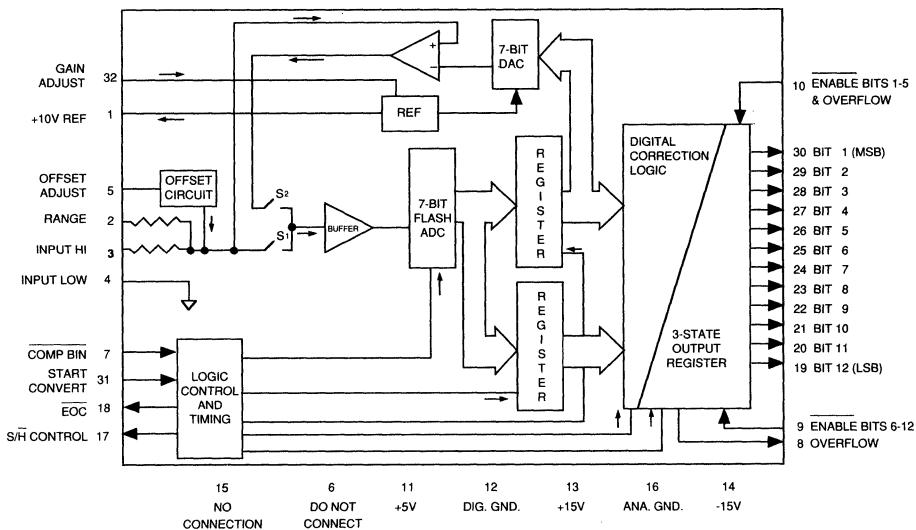 GAIN
ADJUST 32
+10V REF 1
OFFSET
ADJUST 5
RANGE 2
INPUT HI 3
INPUT LOW 4
COMP BIN 7
START
CONVERT 31
EOC 18
S/H CONTROL 17
OFFSET
CIRCUIT
S2
S1
BUFFER
+
−
7-BIT
DAC
REF
7-BIT
FLASH
ADC
REGISTER
REGISTER
LOGIC
CONTROL
AND
TIMING
DIGITAL
CORRECTION
LOGIC
3-STATE
OUTPUT
REGISTER
10 ENABLE BITS 1-5
& OVERFLOW
30 BIT 1 (MSB)
29 BIT 2
28 BIT 3
27 BIT 4
26 BIT 5
25 BIT 6
24 BIT 7
23 BIT 8
22 BIT 9
21 BIT 10
20 BIT 11
19 BIT 12 (LSB)
9 ENABLE BITS 6-12
8 OVERFLOW
15
NO
CONNECTION
6
DO NOT
CONNECT
11
+5V
12
DIG. GND.
13
+15V
16
ANA. GND.
14
-15V